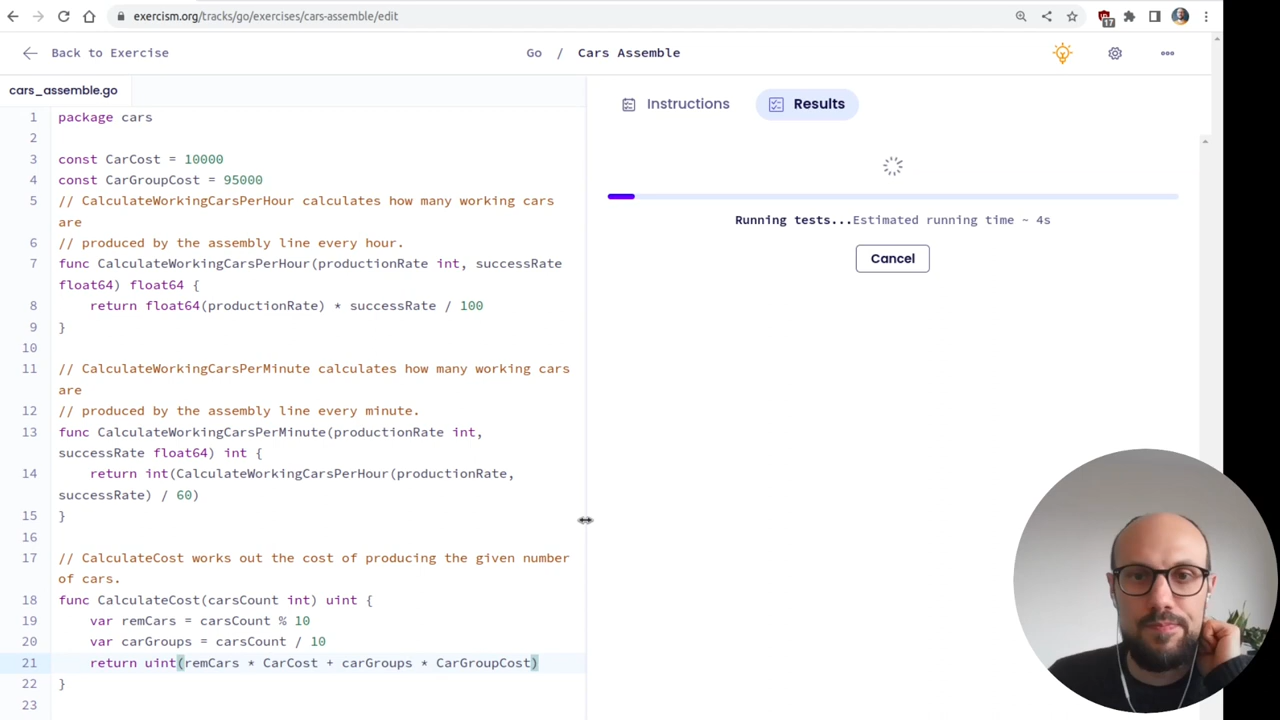 exercism.org/tracks/go/exercises/cars-assemble/edit
17
Back to Exercise
Go / Cars Assemble
cars_assemble.go
Instructions
Results
1 package cars
2
3 const CarCost = 10000
4 const CarGroupCost = 95000
5 // CalculateWorkingCarsPerHour calculates how many working cars
are
6 // produced by the assembly line every hour.
7 func CalculateWorkingCarsPerHour(productionRate int, successRate
float64) float64 {
8 return float64(productionRate) * successRate / 100
9 }
10
11 // CalculateWorkingCarsPerMinute calculates how many working cars
are
12 // produced by the assembly line every minute.
13 func CalculateWorkingCarsPerMinute(productionRate int,
successRate float64) int {
14 return int(CalculateWorkingCarsPerHour(productionRate,
successRate) / 60)
15 }
16
17 // CalculateCost works out the cost of producing the given number
of cars.
18 func CalculateCost(carsCount int) uint {
19 var remCars = carsCount % 10
20 var carGroups = carsCount / 10
21 return uint(remCars * CarCost + carGroups * CarGroupCost)
22 }
23
Running tests...Estimated running time ~ 4s
Cancel